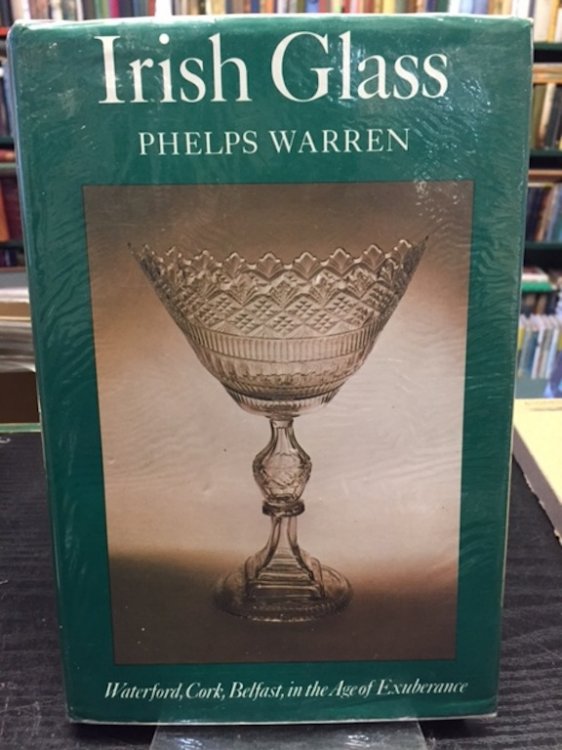 Irish Glass
PHELPS WARREN
Waterford, Cork, Belfast, in the Age of Exuberance